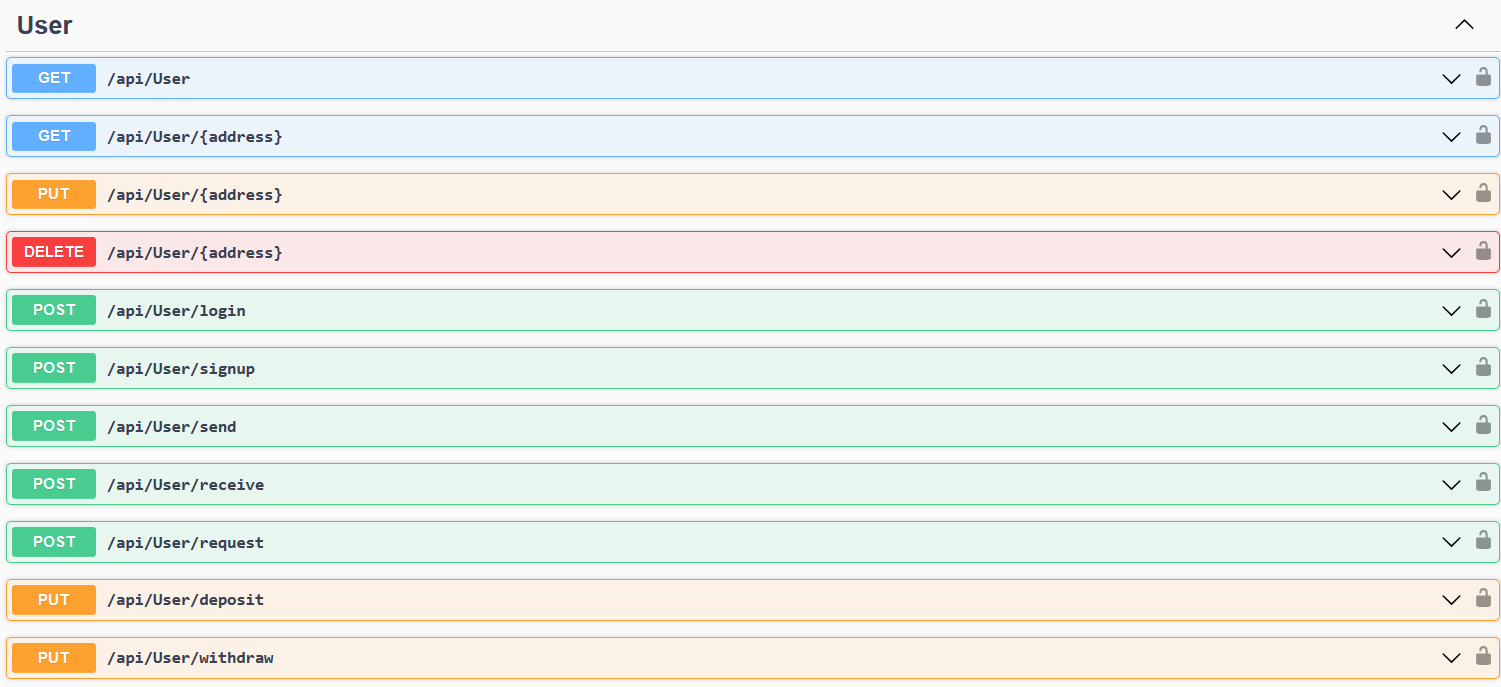 User
GET /api/User
GET /api/User/{address}
PUT /api/User/{address}
DELETE /api/User/{address}
POST /api/User/login
POST /api/User/signup
POST /api/User/send
POST /api/User/receive
POST /api/User/request
PUT /api/User/deposit
PUT /api/User/withdraw